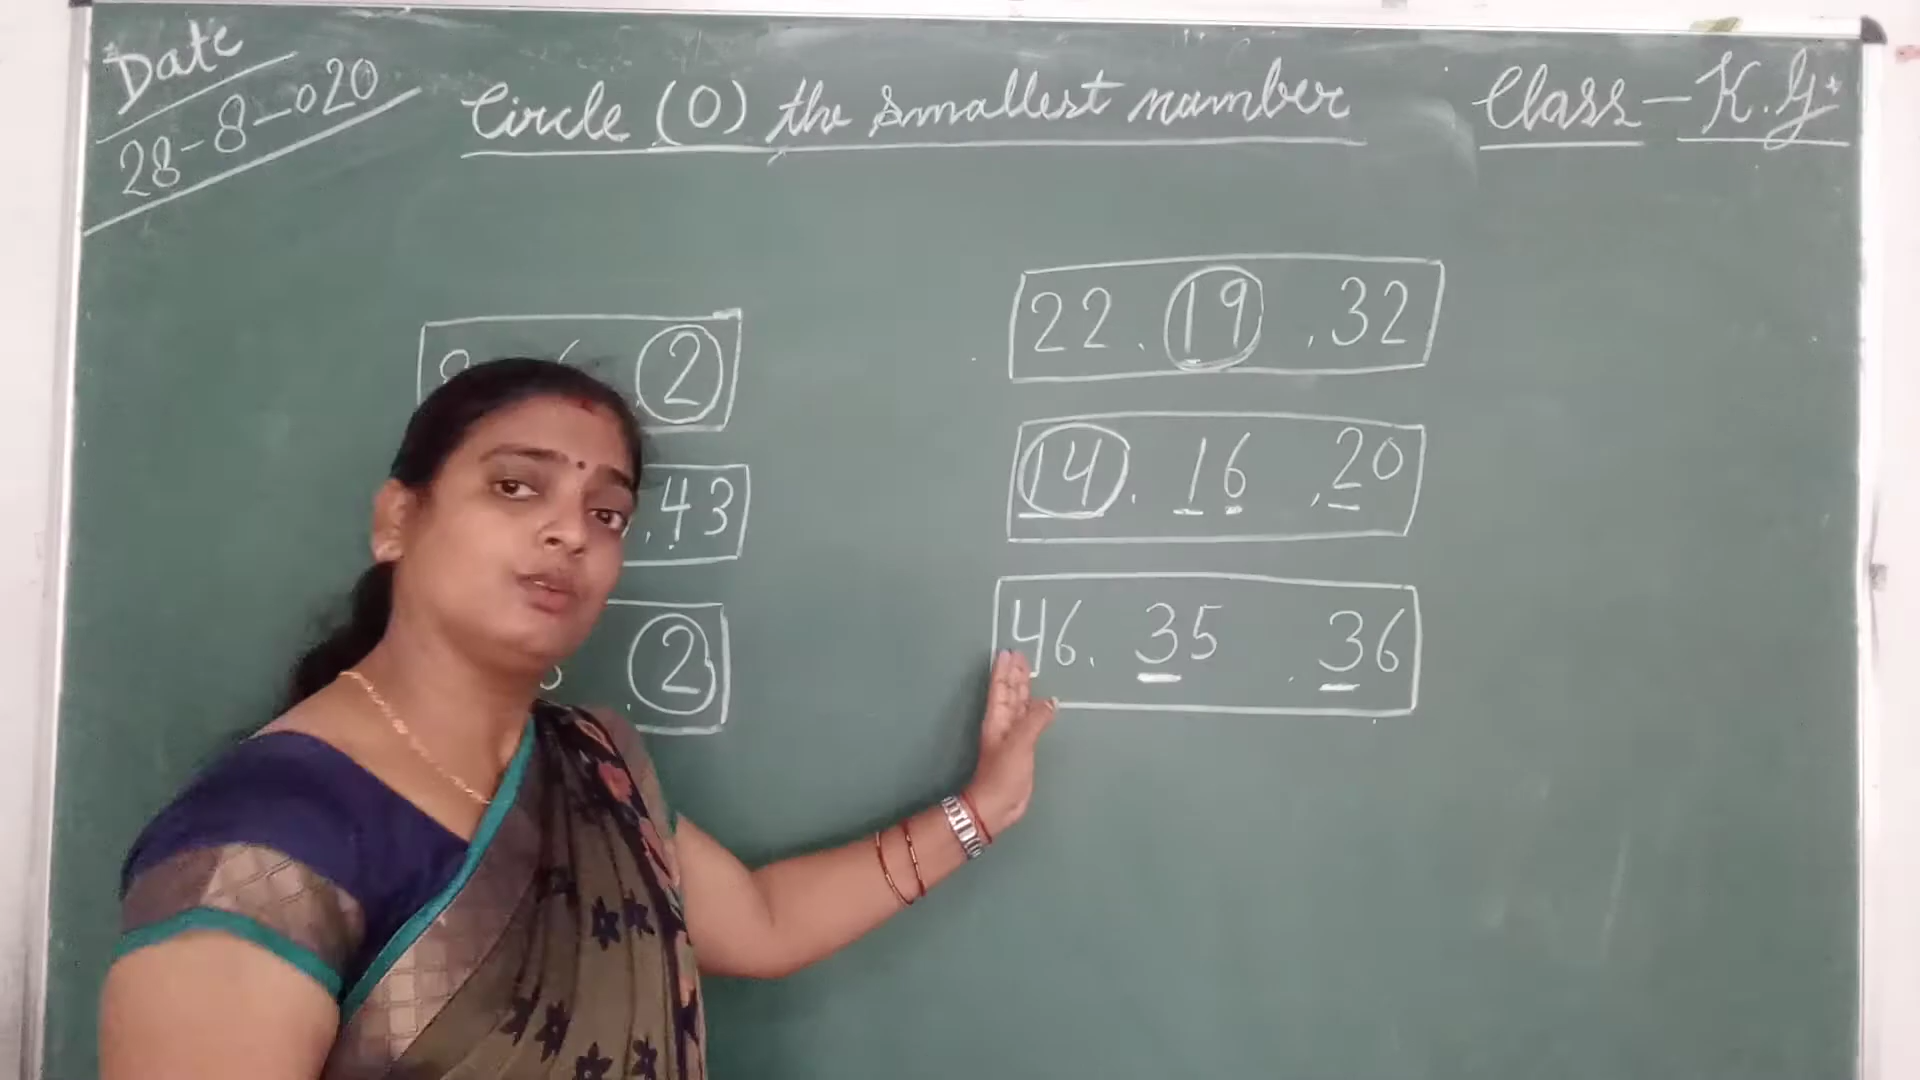 Date
28-8-020
Circle (O) the smallest number
Class - K.G.
2
, 43
2
22 , 19 , 32
14 , 16 , 20
46 , 35 , 36